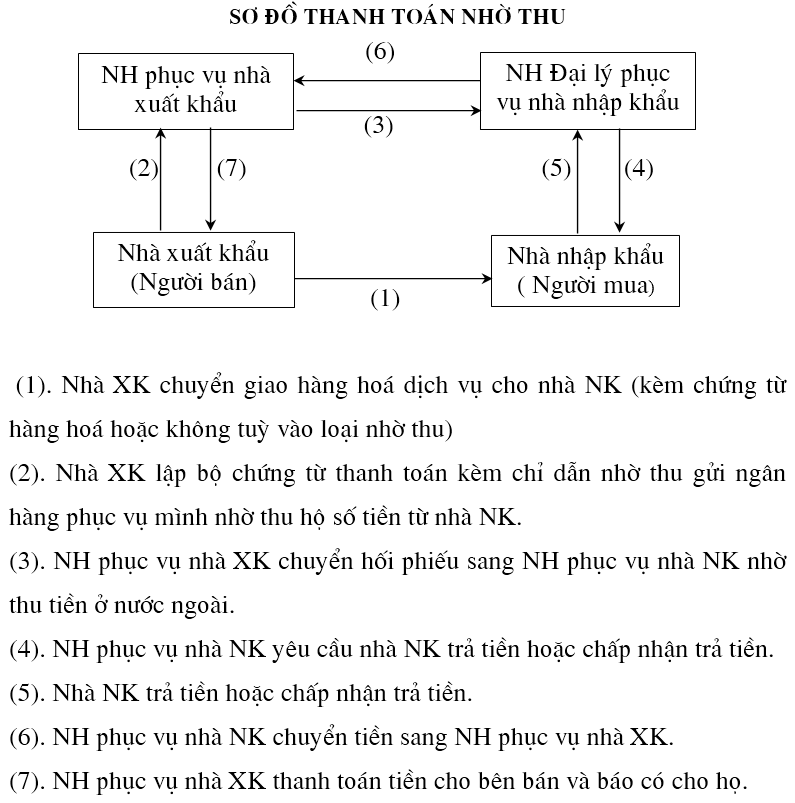 SƠ ĐỒ THANH TOÁN NHỜ THU
(6)
NH phục vụ nhà
xuất khẩu
NH Đại lý phục
vụ nhà nhập khẩu
(3)
(2)
(7)
(5)
(4)
Nhà xuất khẩu
(Người bán)
Nhà nhập khẩu
( Người mua)
(1)
(1). Nhà XK chuyển giao hàng hoá dịch vụ cho nhà NK (kèm chứng từ
hàng hoá hoặc không tuỳ vào loại nhờ thu)
(2). Nhà XK lập bộ chứng từ thanh toán kèm chỉ dẫn nhờ thu gửi ngân
hàng phục vụ mình nhờ thu hộ số tiền từ nhà NK.
(3). NH phục vụ nhà XK chuyển hối phiếu sang NH phục vụ nhà NK nhờ
thu tiền ở nước ngoài.
(4). NH phục vụ nhà NK yêu cầu nhà NK trả tiền hoặc chấp nhận trả tiền.
(5). Nhà NK trả tiền hoặc chấp nhận trả tiền.
(6). NH phục vụ nhà NK chuyển tiền sang NH phục vụ nhà XK.
(7). NH phục vụ nhà XK thanh toán tiền cho bên bán và báo có cho họ.